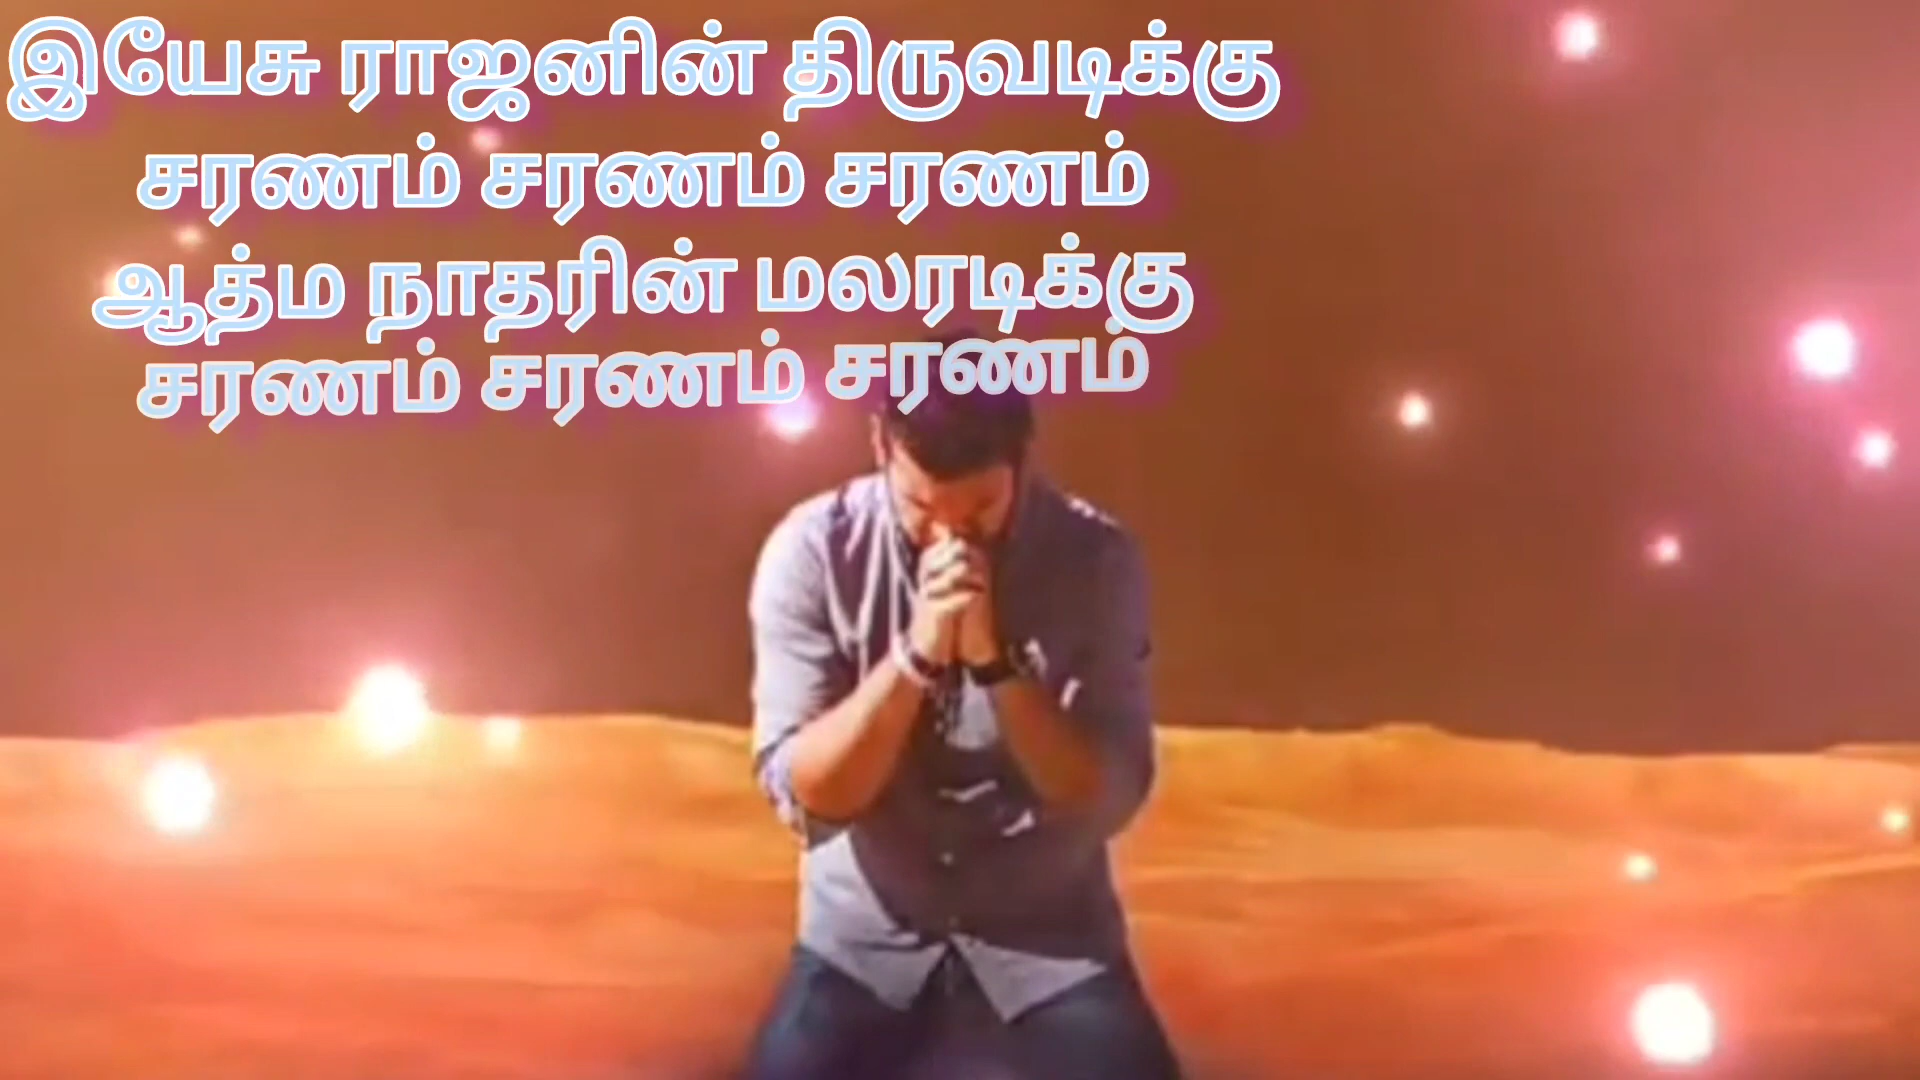 இயேசு ராஜனின் திருவடிக்கு
சரணம் சரணம் சரணம்
ஆத்ம நாதரின் மலரடிக்கு
சரணம் சரணம் சரணம்